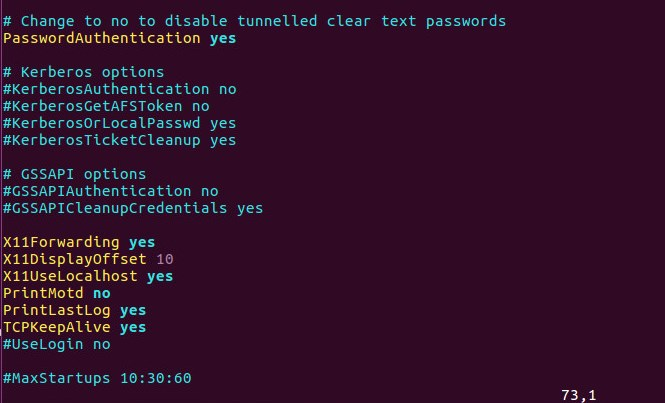 # Change to no to disable tunnelled clear text passwords
PasswordAuthentication yes
# Kerberos options
#KerberosAuthentication no
#KerberosGetAFSToken no
#KerberosOrLocalPasswd yes
#KerberosTicketCleanup yes
# GSSAPI options
#GSSAPIAuthentication no
#GSSAPICleanupCredentials yes
X11Forwarding yes
X11DisplayOffset 10
X11UseLocalhost yes
PrintMotd no
PrintLastLog yes
TCPKeepAlive yes
#UseLogin no
#MaxStartups 10:30:60
73,1